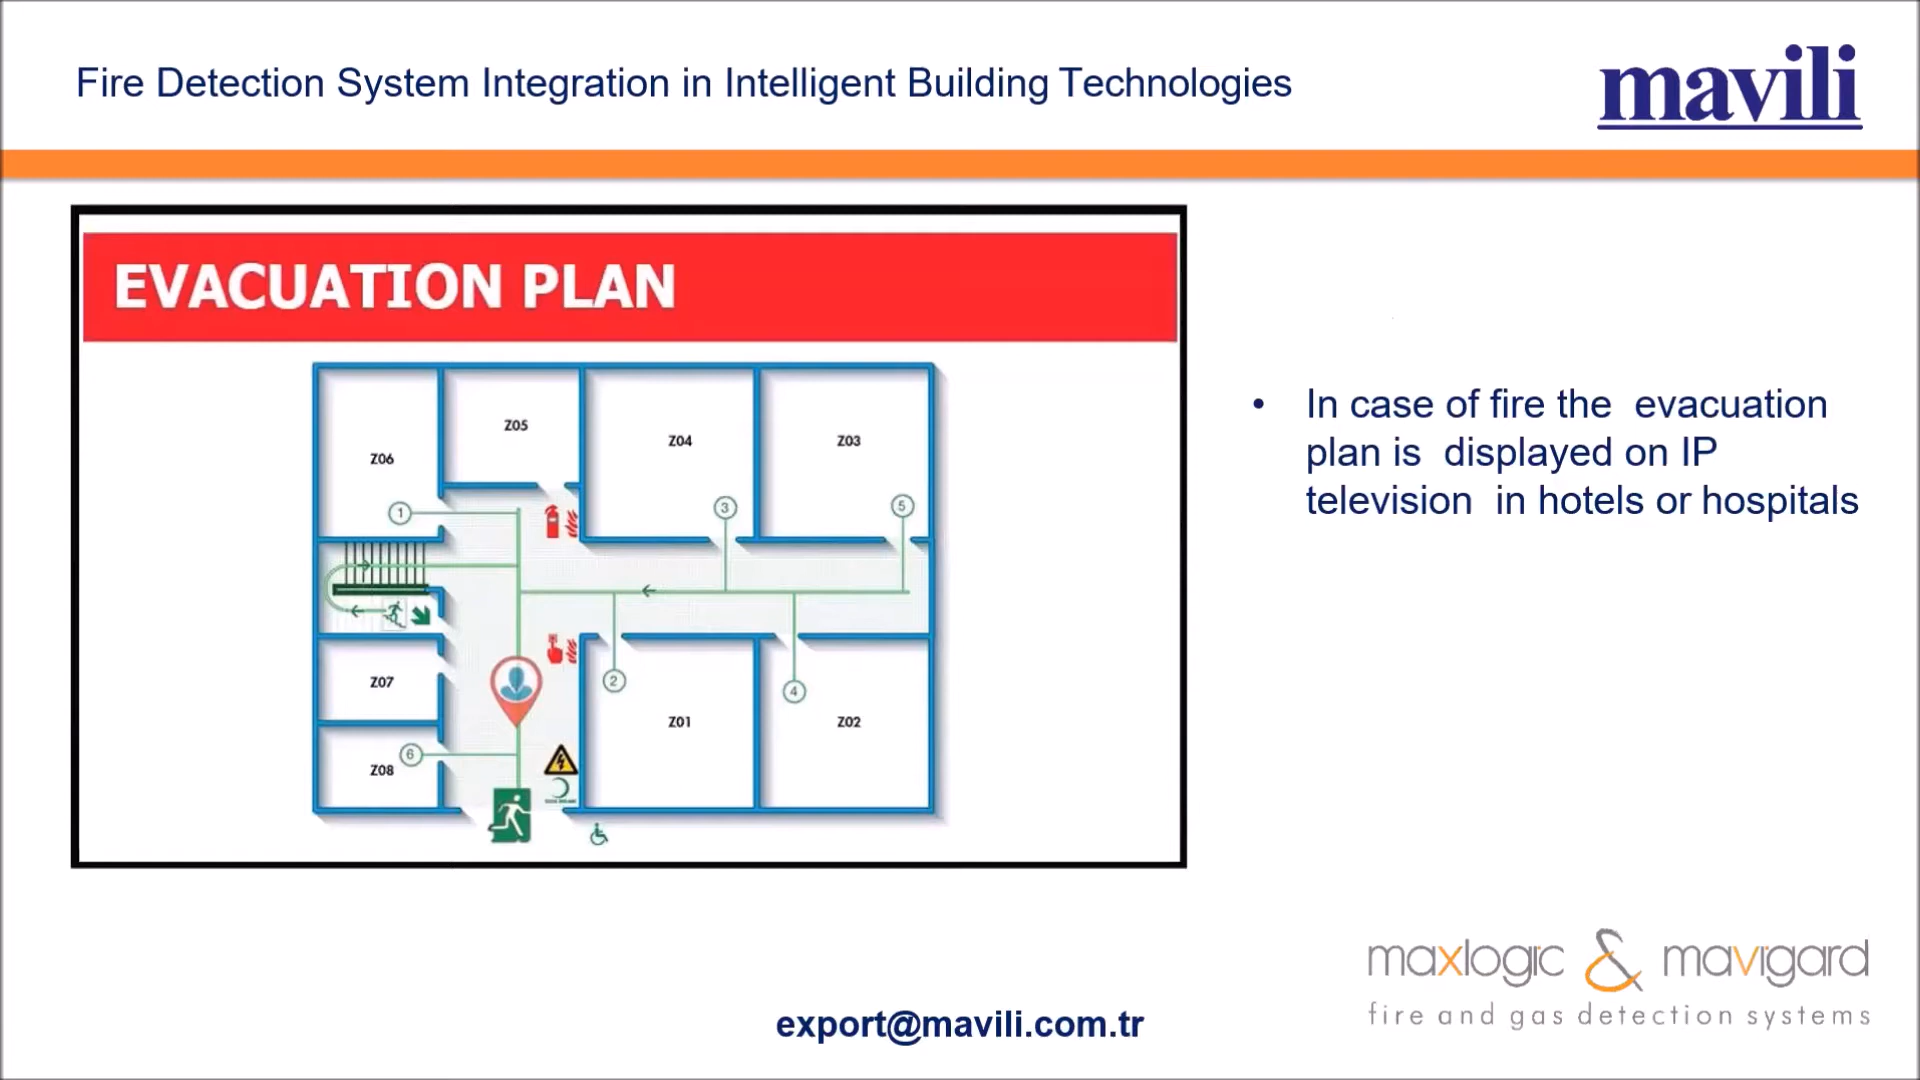 Fire Detection System Integration in Intelligent Building Technologies
mavili
EVACUATION PLAN
Z06
Z05
Z04
Z03
1
3
5
Z07
2
4
Z01
Z02
6
Z08
• In case of fire the evacuation
plan is displayed on IP
television in hotels or hospitals
maxlogic & mavigard
fire and gas detection systems
export@mavili.com.tr